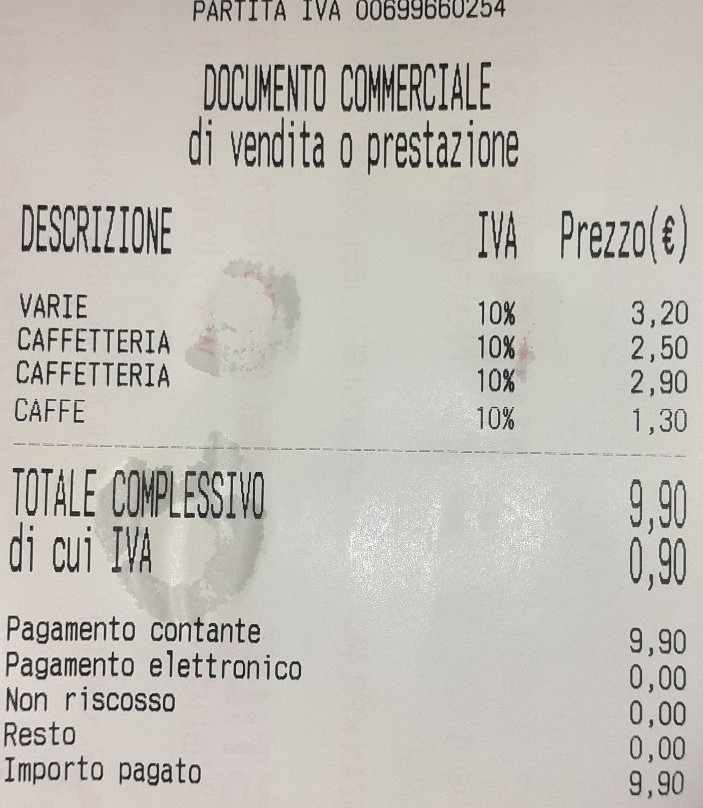 PARTITA IVA 00699660254
DOCUMENTO COMMERCIALE
di vendita o prestazione
DESCRIZIONE IVA Prezzo(€)
VARIE 10% 3,20
CAFFETTERIA 10% 2,50
CAFFETTERIA 10% 2,90
CAFFE 10% 1,30
TOTALE COMPLESSIVO 9,90
di cui IVA 0,90
Pagamento contante 9,90
Pagamento elettronico 0,00
Non riscosso 0,00
Resto 0,00
Importo pagato 9,90